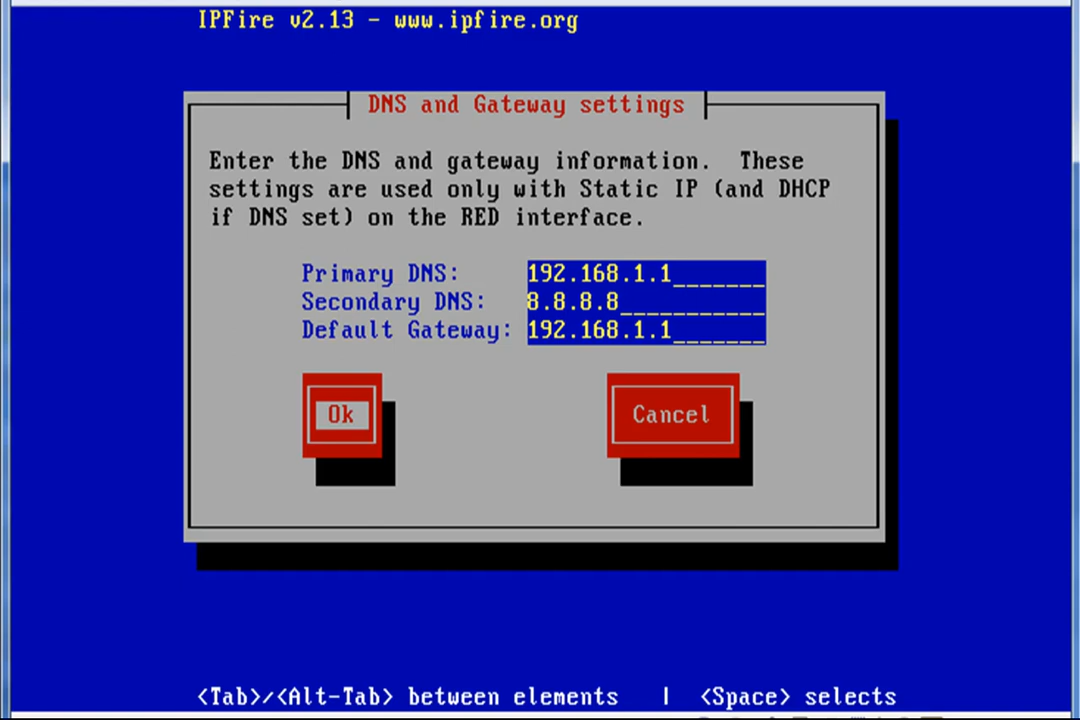 IPFire v2.13 - www.ipfire.org
DNS and Gateway settings
Enter the DNS and gateway information.  These
settings are used only with Static IP (and DHCP
if DNS set) on the RED interface.
Primary DNS: 192.168.1.1_______
Secondary DNS: 8.8.8.8___________
Default Gateway: 192.168.1.1_______
Ok Cancel
<Tab>/<Alt-Tab> between elements | <Space> selects